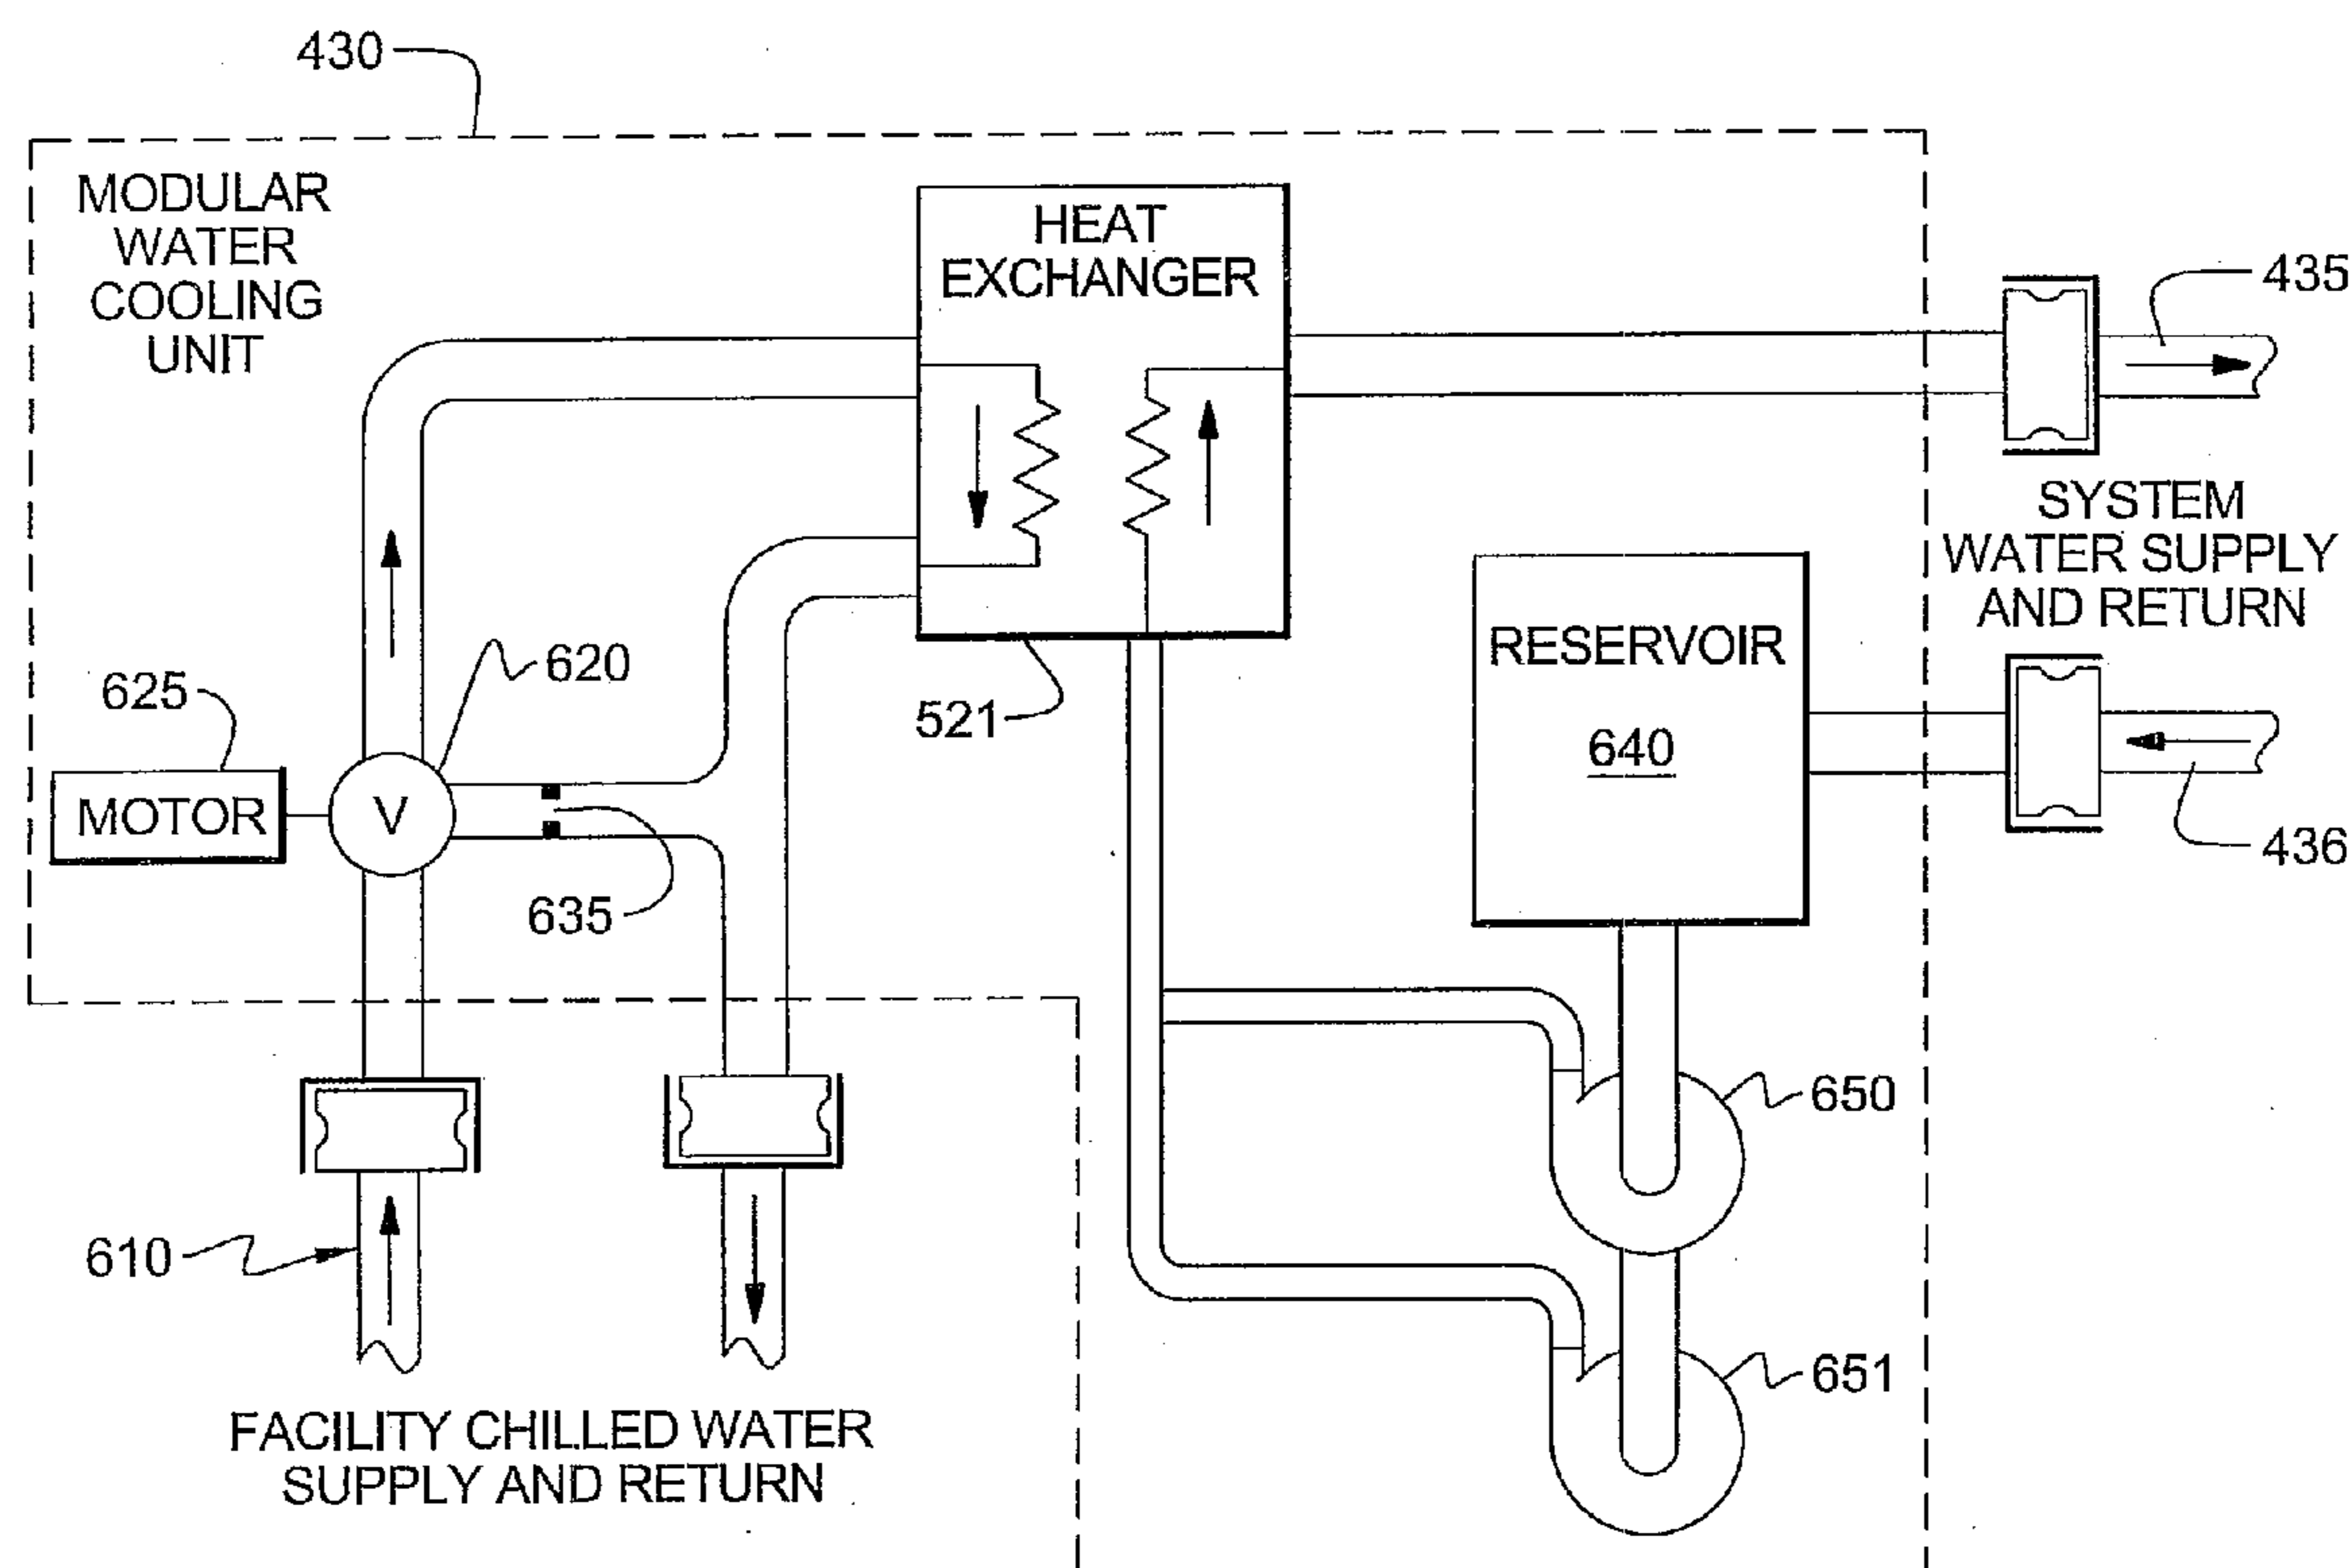 430
MODULAR
WATER
COOLING
UNIT
HEAT
EXCHANGER
435
SYSTEM
WATER SUPPLY
AND RETURN
RESERVOIR
640
620
625
521
MOTOR
V
635
436
650
610
651
FACILITY CHILLED WATER
SUPPLY AND RETURN